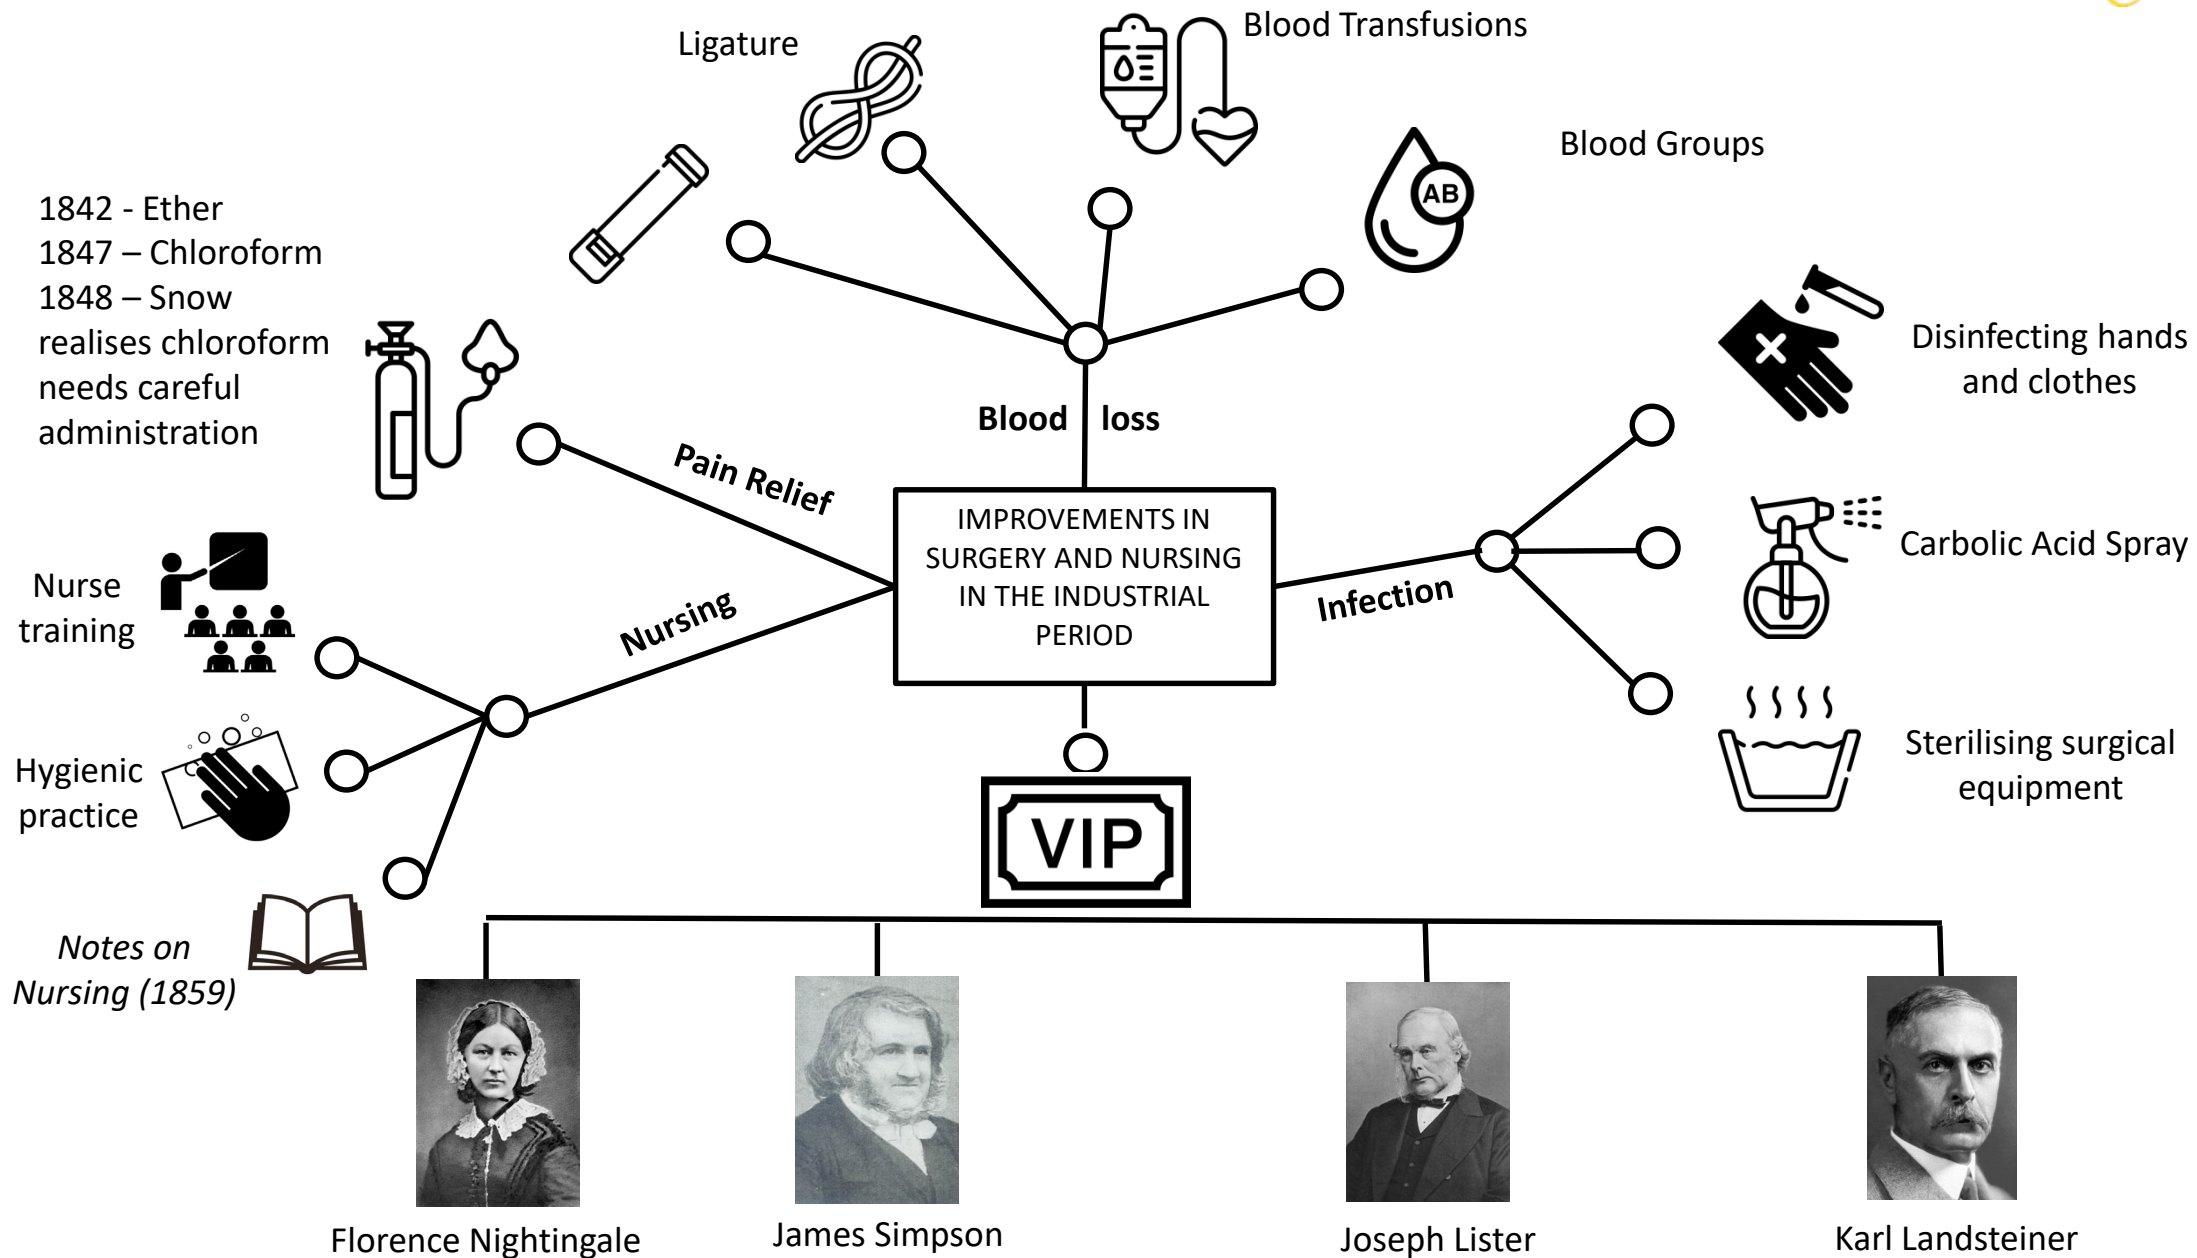 Ligature
Blood Transfusions
Blood Groups
AB
1842 - Ether
1847 – Chloroform
1848 – Snow
realises chloroform
needs careful
administration
Disinfecting hands
and clothes
Blood loss
Pain Relief
IMPROVEMENTS IN
SURGERY AND NURSING
IN THE INDUSTRIAL
PERIOD
Infection
Carbolic Acid Spray
Nurse
training
Nursing
Hygienic
practice
Sterilising surgical
equipment
VIP
Notes on
Nursing (1859)
Florence Nightingale
James Simpson
Joseph Lister
Karl Landsteiner